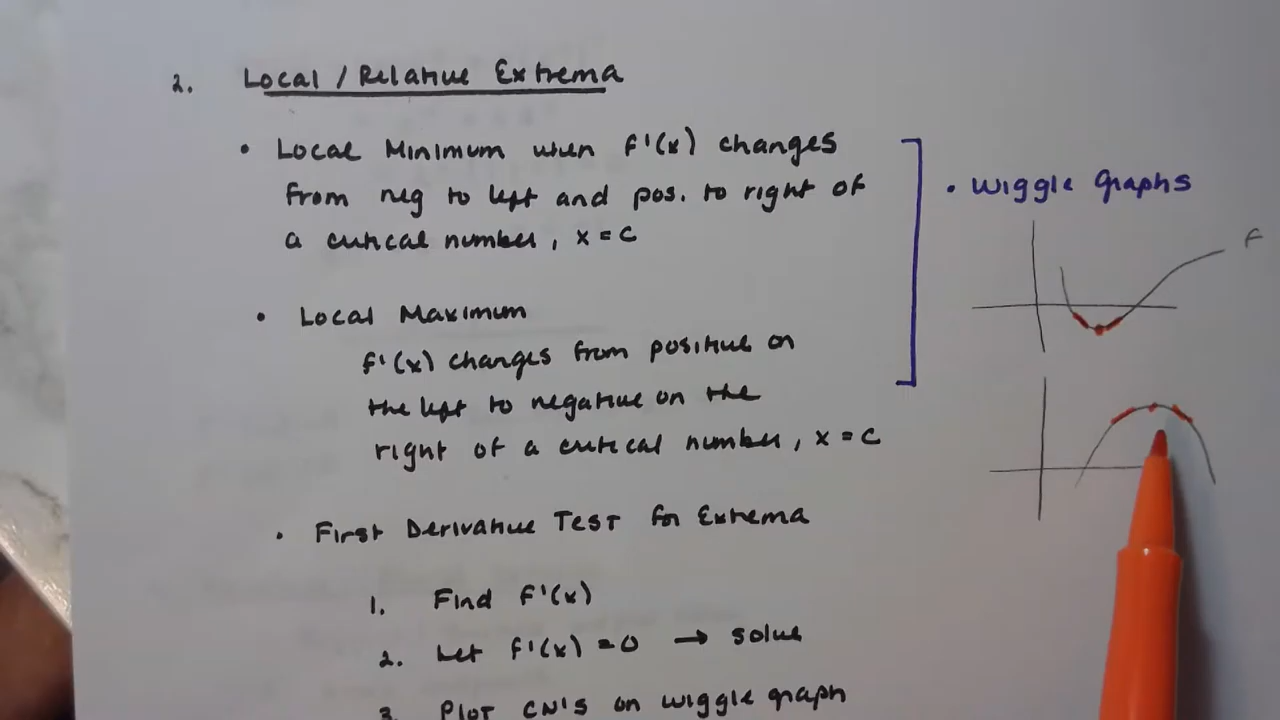 2. Local / Relative Extrema
• Local Minimum when f'(x) changes
from neg to left and pos. to right of
a critical number, x = c
• Local Maximum
f'(x) changes from positive on
the left to negative on the
right of a critical number, x = c
• First Derivative Test for Extrema
1. Find f'(x)
2. Let f'(x) = 0 → solve
3. Plot CN's on wiggle graph
• Wiggle Graphs
f